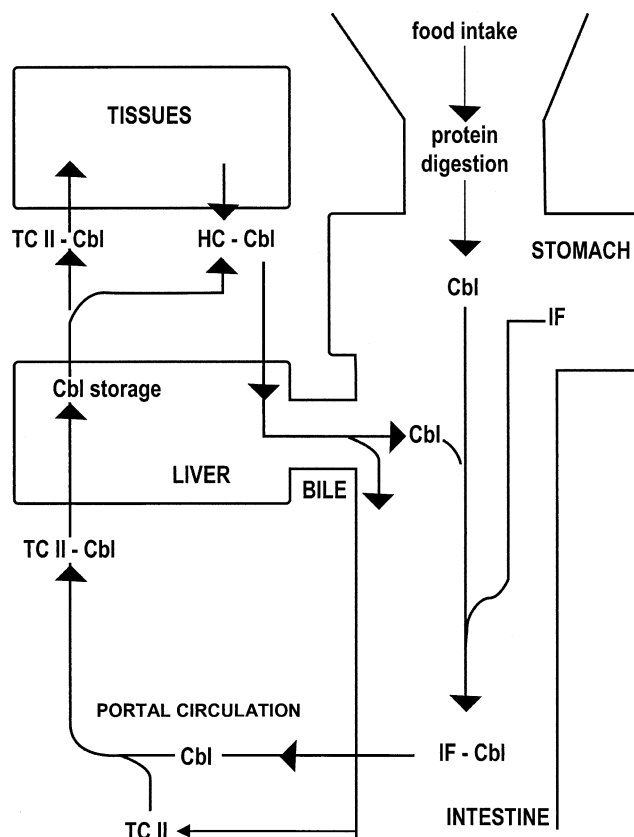 food intake
protein
digestion
TISSUES
TC II - Cbl
HC - Cbl
STOMACH
Cbl
IF
Cbl storage
Cbl
LIVER
BILE
TC II - Cbl
PORTAL CIRCULATION
Cbl
IF - Cbl
INTESTINE
TC II